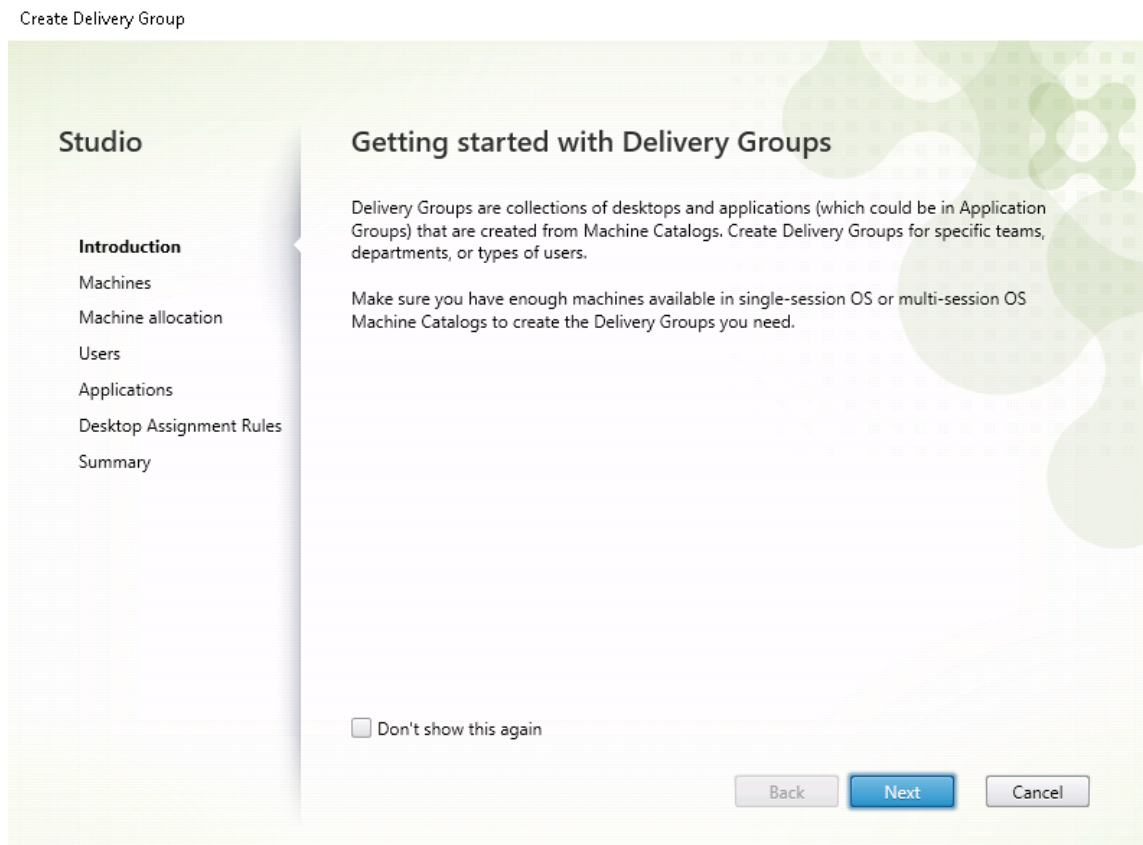 Create Delivery Group
Studio
Introduction
Machines
Machine allocation
Users
Applications
Desktop Assignment Rules
Summary
Getting started with Delivery Groups
Delivery Groups are collections of desktops and applications (which could be in Application
Groups) that are created from Machine Catalogs. Create Delivery Groups for specific teams,
departments, or types of users.
Make sure you have enough machines available in single-session OS or multi-session OS
Machine Catalogs to create the Delivery Groups you need.
Don't show this again
Back
Next
Cancel